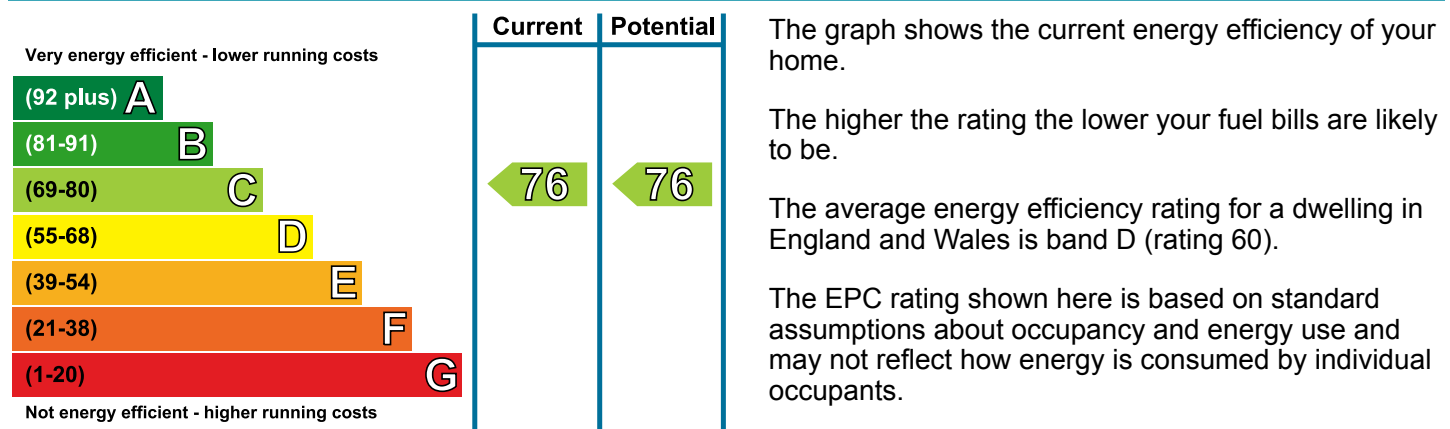 Current Potential
Very energy efficient - lower running costs
(92 plus) A
(81-91) B
(69-80) C
76 76
(55-68) D
(39-54) E
(21-38) F
(1-20) G
Not energy efficient - higher running costs
The graph shows the current energy efficiency of your
home.
The higher the rating the lower your fuel bills are likely
to be.
The average energy efficiency rating for a dwelling in
England and Wales is band D (rating 60).
The EPC rating shown here is based on standard
assumptions about occupancy and energy use and
may not reflect how energy is consumed by individual
occupants.